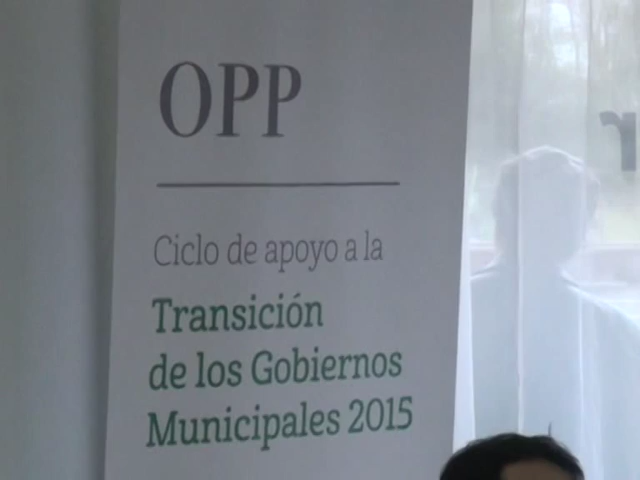 OPP
Ciclo de apoyo a la
Transición
de los Gobiernos
Municipales 2015
r